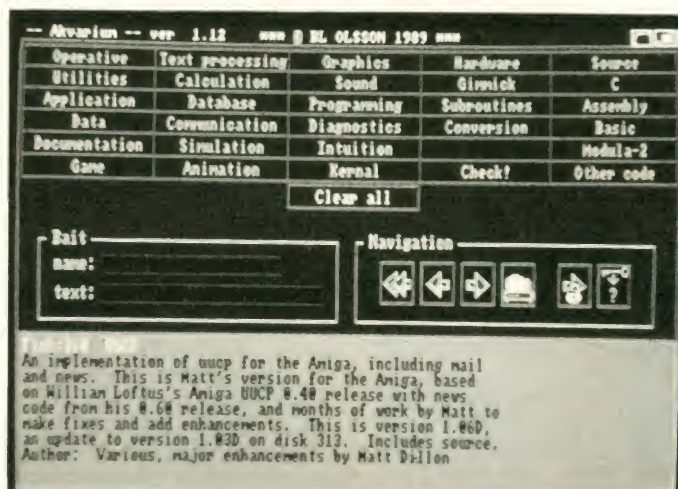 -- Akvarium -- ver 1.12 *** © BL OLSSON 1989 ***
Operative Text processing Graphics Hardware Source
Utilities Calculation Sound Gimmick C
Application Database Programming Subroutines Assembly
Data Communication Diagnostics Conversion Basic
Documentation Simulation Intuition Modula-2
Game Animation Kernal Check! Other code
Clear all
Bait
name:
text:
Navigation
?
An implementation of uucp for the Amiga, including mail
and news. This is Matt's version for the Amiga, based
on William Loftus's Amiga UUCP 0.40 release with news
code from his 0.60 release, and months of work by Matt to
make fixes and add enhancements. This is version 1.06D,
an update to version 1.03D on disk 313. Includes source.
Author: Various, major enhancements by Matt Dillon